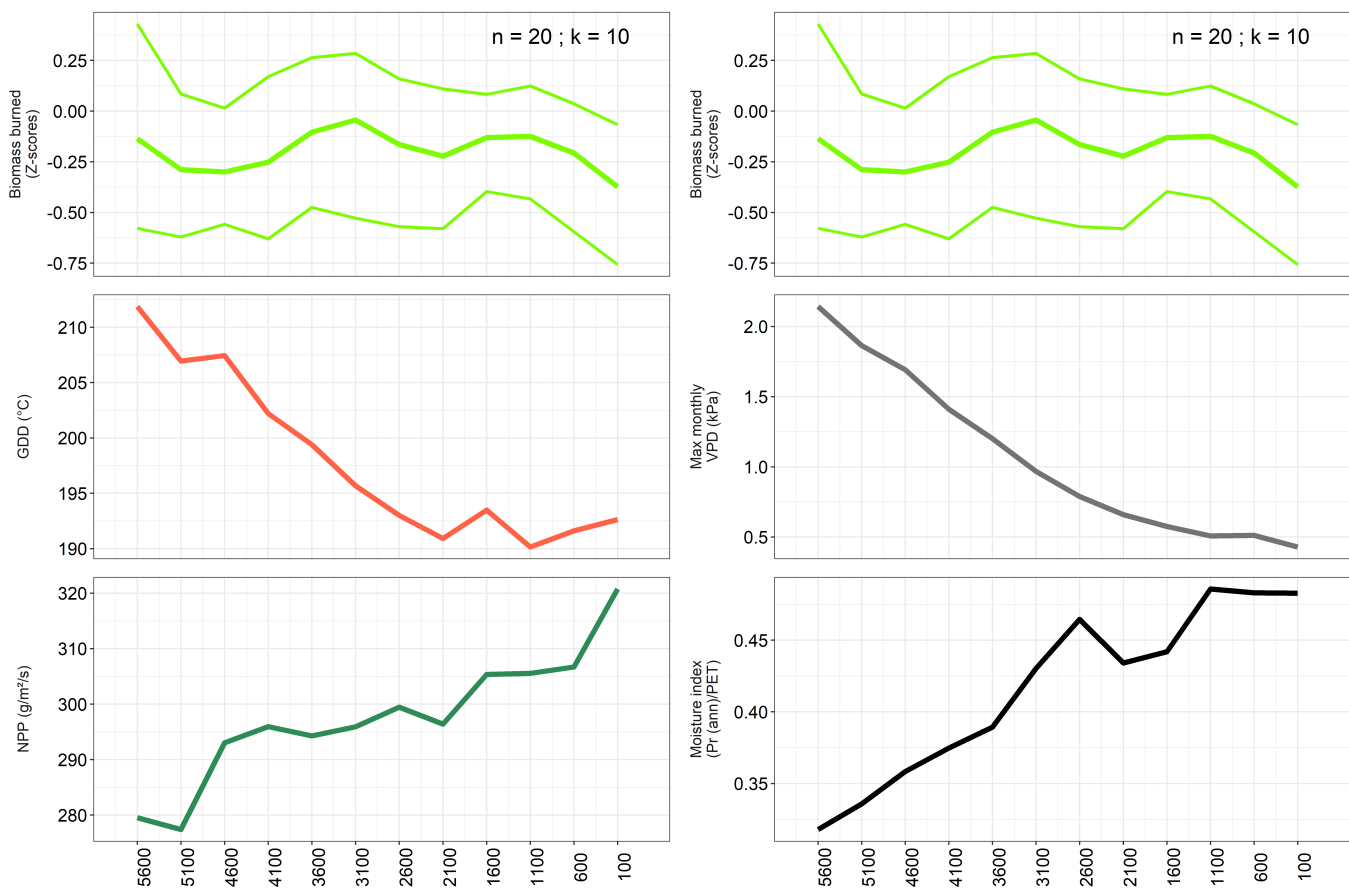 n = 20 ; k = 10
0.25
0.00
-0.25
-0.50
-0.75
Biomass burned
(Z-scores)
n = 20 ; k = 10
0.25
0.00
-0.25
-0.50
-0.75
Biomass burned
(Z-scores)
210
205
200
195
190
GDD (°C)
2.0
1.5
1.0
0.5
Max monthly
VPD (kPa)
320
310
300
290
280
NPP (g/m²/s)
0.45
0.40
0.35
Moisture index
(Pr (ann)/PET)
5600 5100 4600 4100 3600 3100 2600 2100 1600 1100 600 100
5600 5100 4600 4100 3600 3100 2600 2100 1600 1100 600 100